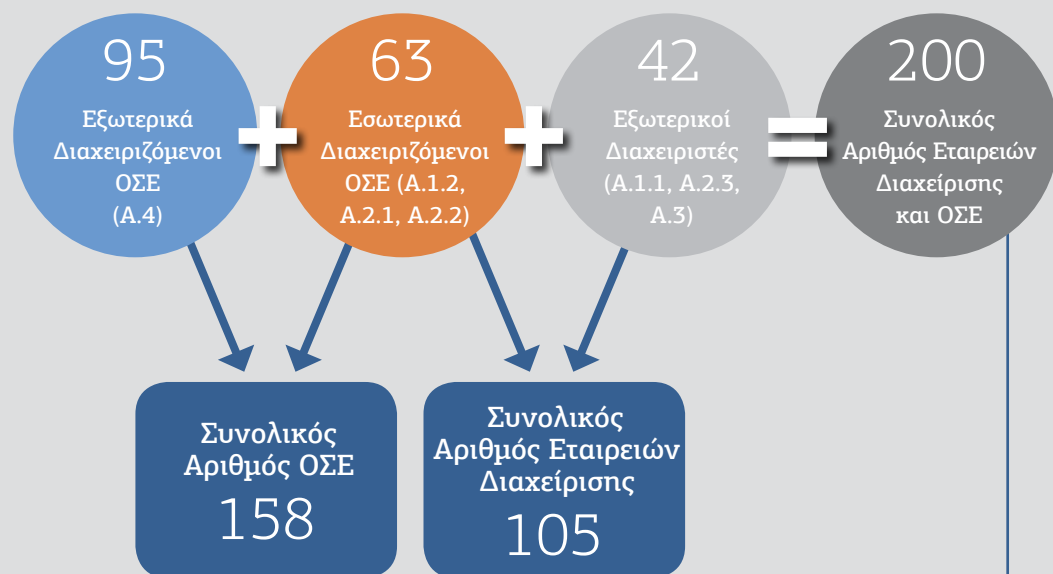 95
Εξωτερικά
Διαχειριζόμενοι
ΟΣΕ
(Α.4)
+
63
Εσωτερικά
Διαχειριζόμενοι
ΟΣΕ (Α.1.2,
Α.2.1, Α.2.2)
+
42
Εξωτερικοί
Διαχειριστές
(Α.1.1, Α.2.3,
Α.3)
=
200
Συνολικός
Αριθμός Εταιρειών
Διαχείρισης
και ΟΣΕ
Συνολικός
Αριθμός ΟΣΕ
158
Συνολικός
Αριθμός Εταιρειών
Διαχείρισης
105